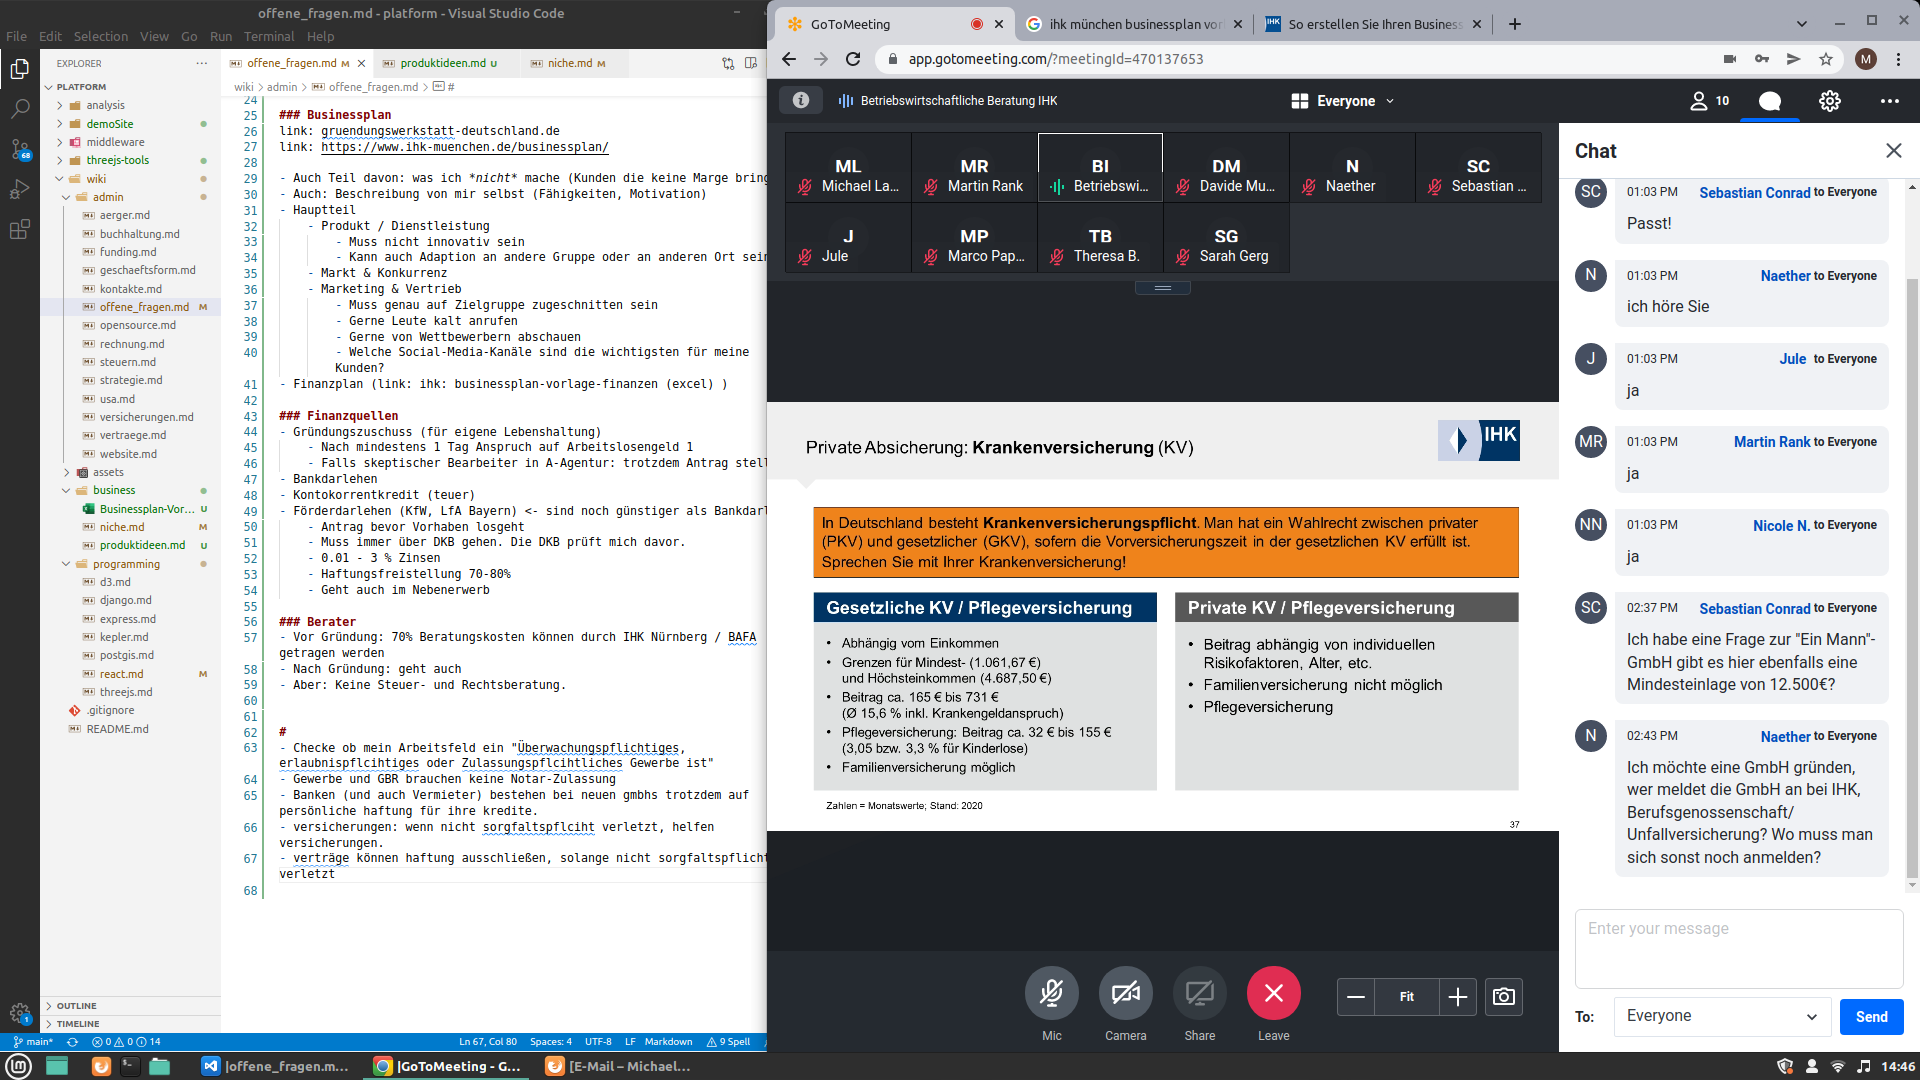 offene_fragen.md - platform - Visual Studio Code
File Edit Selection View Go Run Terminal Help
EXPLORER
PLATFORM
analysis
demoSite
middleware
threejs-tools
wiki
admin
aerger.md
buchhaltung.md
funding.md
geschaeftsform.md
kontakte.md
offene_fragen.md M
opensource.md
rechnung.md
steuern.md
strategie.md
usa.md
versicherungen.md
vertraege.md
website.md
assets
business
Businessplan-Vor... U
niche.md M
produktideen.md U
programming
d3.md
django.md
express.md
kepler.md
postgis.md
react.md M
threejs.md
.gitignore
README.md
OUTLINE
TIMELINE
68
1
offene_fragen.md M
produktideen.md U
niche.md M
wiki > admin > offene_fragen.md > #
24
25 ### Businessplan
26 link: gruendungswerkstatt-deutschland.de
27 link: https://www.ihk-muenchen.de/businessplan/
28
29 - Auch Teil davon: was ich *nicht* mache (Kunden die keine Marge bring
30 - Auch: Beschreibung von mir selbst (Fähigkeiten, Motivation)
31 - Hauptteil
32 - Produkt / Dienstleistung
33 - Muss nicht innovativ sein
34 - Kann auch Adaption an andere Gruppe oder an anderen Ort sein
35 - Markt & Konkurrenz
36 - Marketing & Vertrieb
37 - Muss genau auf Zielgruppe zugeschnitten sein
38 - Gerne Leute kalt anrufen
39 - Gerne von Wettbewerbern abschauen
40 - Welche Social-Media-Kanäle sind die wichtigsten für meine
Kunden?
41 - Finanzplan (link: ihk: businessplan-vorlage-finanzen (excel) )
42
43 ### Finanzquellen
44 - Gründungszuschuss (für eigene Lebenshaltung)
45 - Nach mindestens 1 Tag Anspruch auf Arbeitslosengeld 1
46 - Falls skeptischer Bearbeiter in A-Agentur: trotzdem Antrag stell
47 - Bankdarlehen
48 - Kontokorrentkredit (teuer)
49 - Förderdarlehen (KfW, LfA Bayern) <- sind noch günstiger als Bankdarl
50 - Antrag bevor Vorhaben losgeht
51 - Muss immer über DKB gehen. Die DKB prüft mich davor.
52 - 0.01 - 3 % Zinsen
53 - Haftungsfreistellung 70-80%
54 - Geht auch im Nebenerwerb
55
56 ### Berater
57 - Vor Gründung: 70% Beratungskosten können durch IHK Nürnberg / BAFA
getragen werden
58 - Nach Gründung: geht auch
59 - Aber: Keine Steuer- und Rechtsberatung.
60
61
62 #
63 - Checke ob mein Arbeitsfeld ein "Überwachungspflichtiges,
erlaubnispflcihtiges oder Zulassungspflcihtliches Gewerbe ist"
64 - Gewerbe und GBR brauchen keine Notar-Zulassung
65 - Banken (und auch Vermieter) bestehen bei neuen gmbhs trotzdem auf
persönliche haftung für ihre kredite.
66 - versicherungen: wenn nicht sorgfaltspflciht verletzt, helfen
versicherungen.
67 - verträge können haftung ausschließen, solange nicht sorgfaltspflicht
verletzt
68
main* 0 0 14
Ln 67, Col 80 Spaces: 4 UTF-8 LF Markdown 9 Spell
GoToMeeting
ihk münchen businessplan vor
IHK So erstellen Sie Ihren Business
app.gotomeeting.com/?meetingId=470137653
M
Betriebswirtschaftliche Beratung IHK
Everyone
10
ML
Michael La...
MR
Martin Rank
BI
Betriebswi...
DM
Davide Mu...
N
Naether
SC
Sebastian ...
J
Jule
MP
Marco Pap...
TB
Theresa B.
SG
Sarah Gerg
Private Absicherung: Krankenversicherung (KV)
IHK
In Deutschland besteht Krankenversicherungspflicht. Man hat ein Wahlrecht zwischen privater
(PKV) und gesetzlicher (GKV), sofern die Vorversicherungszeit in der gesetzlichen KV erfüllt ist.
Sprechen Sie mit Ihrer Krankenversicherung!
Gesetzliche KV / Pflegeversicherung
• Abhängig vom Einkommen
• Grenzen für Mindest- (1.061,67 €)
und Höchsteinkommen (4.687,50 €)
• Beitrag ca. 165 € bis 731 €
(Ø 15,6 % inkl. Krankengeldanspruch)
• Pflegeversicherung: Beitrag ca. 32 € bis 155 €
(3,05 bzw. 3,3 % für Kinderlose)
• Familienversicherung möglich
Private KV / Pflegeversicherung
• Beitrag abhängig von individuellen
Risikofaktoren, Alter, etc.
• Familienversicherung nicht möglich
• Pflegeversicherung
Zahlen = Monatswerte; Stand: 2020
37
Mic
Camera
Share
Leave
Fit
Chat
SC 01:03 PM Sebastian Conrad to Everyone
Passt!
N 01:03 PM Naether to Everyone
ich höre Sie
J 01:03 PM Jule to Everyone
ja
MR 01:03 PM Martin Rank to Everyone
ja
NN 01:03 PM Nicole N. to Everyone
ja
SC 02:37 PM Sebastian Conrad to Everyone
Ich habe eine Frage zur "Ein Mann"-
GmbH gibt es hier ebenfalls eine
Mindesteinlage von 12.500€?
N 02:43 PM Naether to Everyone
Ich möchte eine GmbH gründen,
wer meldet die GmbH an bei IHK,
Berufsgenossenschaft/
Unfallversicherung? Wo muss man
sich sonst noch anmelden?
Enter your message
To: Everyone
Send
|offene_fragen.m...
|GoToMeeting - G...
[E-Mail – Michael...
14:46